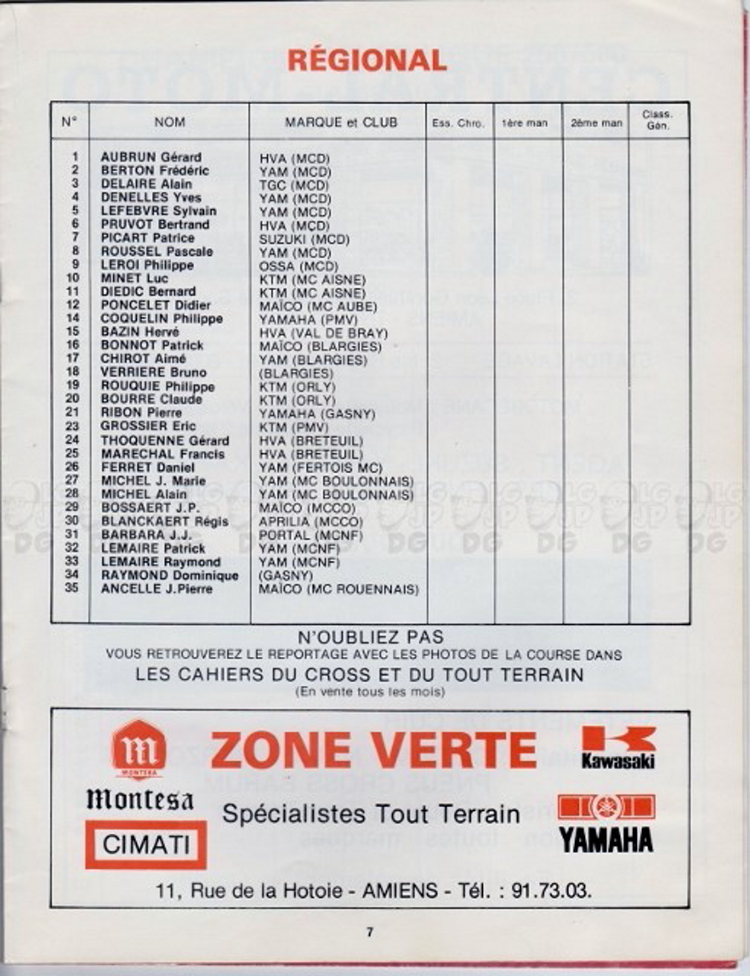 RÉGIONAL
N° NOM MARQUE et CLUB Ess. Chro. 1ère man 2ème man Class. Gén.
1 AUBRUN Gérard HVA (MCD)
2 BERTON Frédéric YAM (MCD)
3 DELAIRE Alain TGC (MCD)
4 DENELLES Yves YAM (MCD)
5 LEFEBVRE Sylvain YAM (MCD)
6 PRUVOT Bertrand HVA (MCD)
7 PICART Patrice SUZUKI (MCD)
8 ROUSSEL Pascale YAM (MCD)
9 LEROI Philippe OSSA (MCD)
10 MINET Luc KTM (MC AISNE)
11 DIEDIC Bernard KTM (MC AISNE)
12 PONCELET Didier MAÏCO (MC AUBE)
14 COQUELIN Philippe YAMAHA (PMV)
15 BAZIN Hervé HVA (VAL DE BRAY)
16 BONNOT Patrick MAÏCO (BLARGIES)
17 CHIROT Aimé YAM (BLARGIES)
18 VERRIERE Bruno (BLARGIES)
19 ROUQUIE Philippe KTM (ORLY)
20 BOURRE Claude KTM (ORLY)
21 RIBON Pierre YAMAHA (GASNY)
23 GROSSIER Eric KTM (PMV)
24 THOQUENNE Gérard HVA (BRETEUIL)
25 MARECHAL Francis HVA (BRETEUIL)
26 FERRET Daniel YAM (FERTOIS MC)
27 MICHEL J. Marie YAM (MC BOULONNAIS)
28 MICHEL Alain YAM (MC BOULONNAIS)
29 BOSSAERT J.P. MAÏCO (MCCO)
30 BLANCKAERT Régis APRILIA (MCCO)
31 BARBARA J.J. PORTAL (MCNF)
32 LEMAIRE Patrick YAM (MCNF)
33 LEMAIRE Raymond YAM (MCNF)
34 RAYMOND Dominique (GASNY)
35 ANCELLE J.Pierre MAÏCO (MC ROUENNAIS)
N'OUBLIEZ PAS
VOUS RETROUVEREZ LE REPORTAGE AVEC LES PHOTOS DE LA COURSE DANS
LES CAHIERS DU CROSS ET DU TOUT TERRAIN
(En vente tous les mois)
MONTESA
ZONE VERTE
Kawasaki
Montesa
Spécialistes Tout Terrain
CIMATI
YAMAHA
11, Rue de la Hotoie - AMIENS - Tél. : 91.73.03.
7